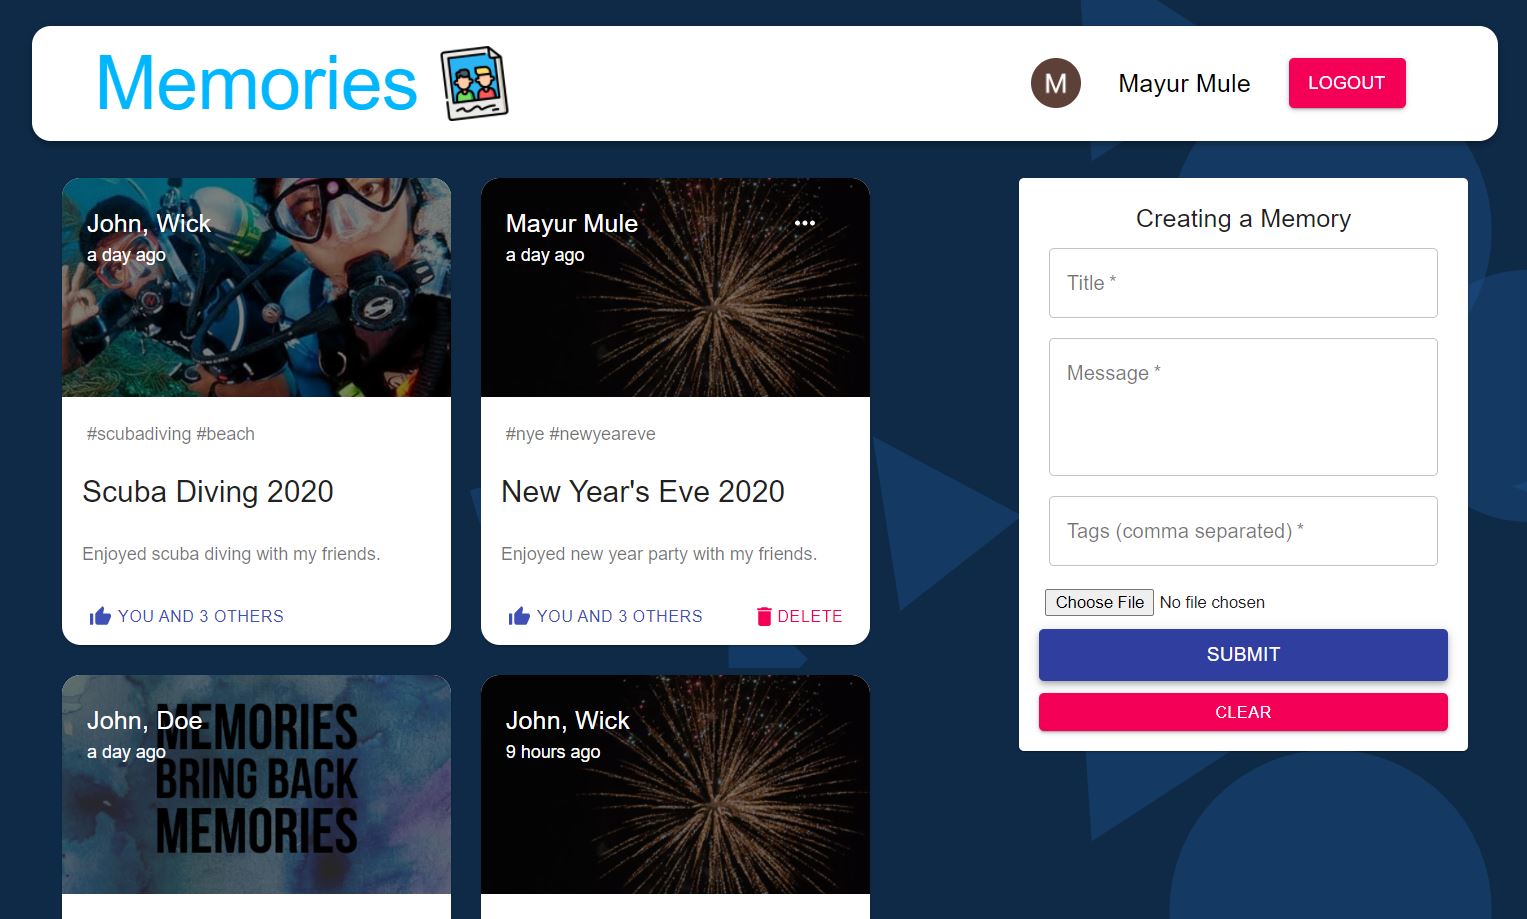 Memories
M
Mayur Mule
LOGOUT
John, Wick
a day ago
#scubadiving #beach
Scuba Diving 2020
Enjoyed scuba diving with my friends.
YOU AND 3 OTHERS
Mayur Mule
a day ago
#nye #newyeareve
New Year's Eve 2020
Enjoyed new year party with my friends.
YOU AND 3 OTHERS
DELETE
John, Doe
a day ago
MEMORIES
BRING BACK
MEMORIES
John, Wick
9 hours ago
Creating a Memory
Title *
Message *
Tags (comma separated) *
Choose File No file chosen
SUBMIT
CLEAR